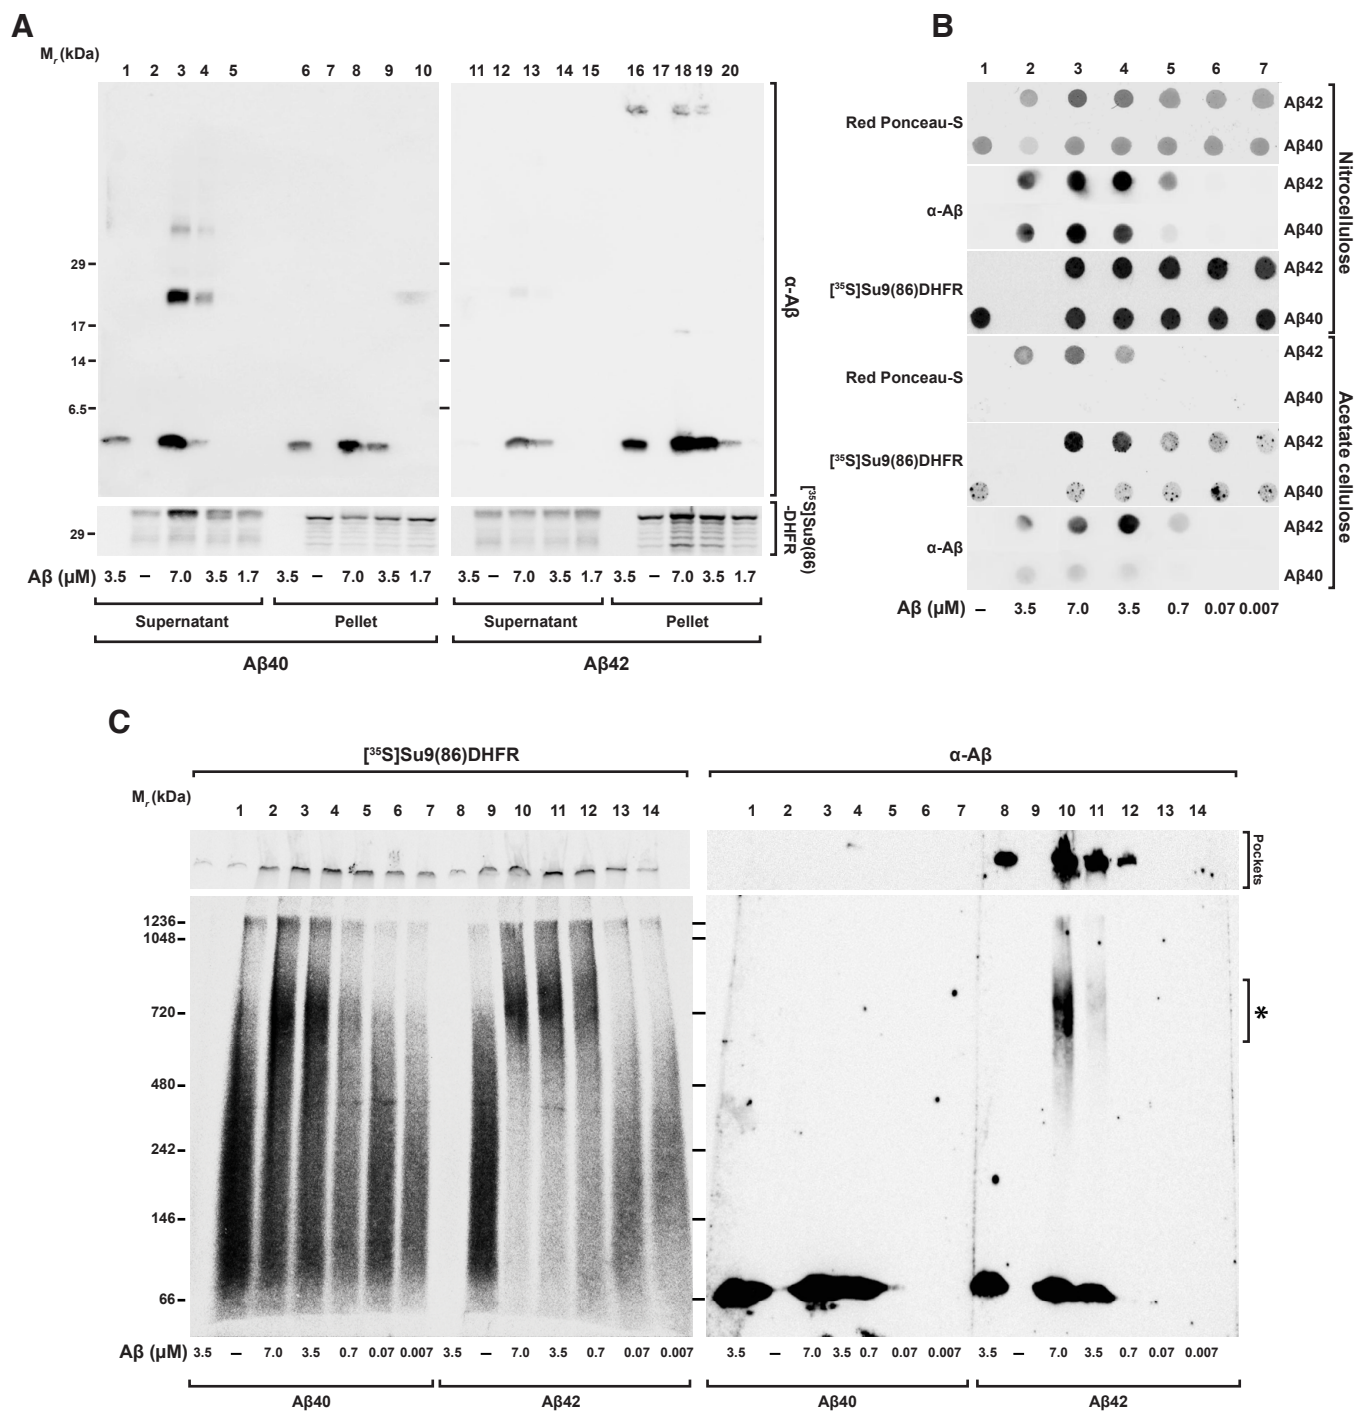 A
M_r (kDa)
1 2 3 4 5 6 7 8 9 10 11 12 13 14 15 16 17 18 19 20
29
17
14
6.5
α-Aβ
29
[³⁵S]Su9(86)
-DHFR
Aβ (μM) 3.5 – 7.0 3.5 1.7 3.5 – 7.0 3.5 1.7 3.5 – 7.0 3.5 1.7 3.5 – 7.0 3.5 1.7
Supernatant Pellet Supernatant Pellet
Aβ40 Aβ42
B
1 2 3 4 5 6 7
Red Ponceau-S Aβ42
Aβ40
α-Aβ Aβ42
Aβ40
[³⁵S]Su9(86)DHFR Aβ42
Aβ40
Nitrocellulose
Red Ponceau-S Aβ42
Aβ40
[³⁵S]Su9(86)DHFR Aβ42
Aβ40
α-Aβ Aβ42
Aβ40
Acetate cellulose
Aβ (μM) – 3.5 7.0 3.5 0.7 0.07 0.007
C
[³⁵S]Su9(86)DHFR α-Aβ
M_r (kDa)
1 2 3 4 5 6 7 8 9 10 11 12 13 14 1 2 3 4 5 6 7 8 9 10 11 12 13 14
Pockets
1236
1048
720
*
480
242
146
66
Aβ (μM) 3.5 – 7.0 3.5 0.7 0.07 0.007 3.5 – 7.0 3.5 0.7 0.07 0.007 3.5 – 7.0 3.5 0.7 0.07 0.007 3.5 – 7.0 3.5 0.7 0.07 0.007
Aβ40 Aβ42 Aβ40 Aβ42